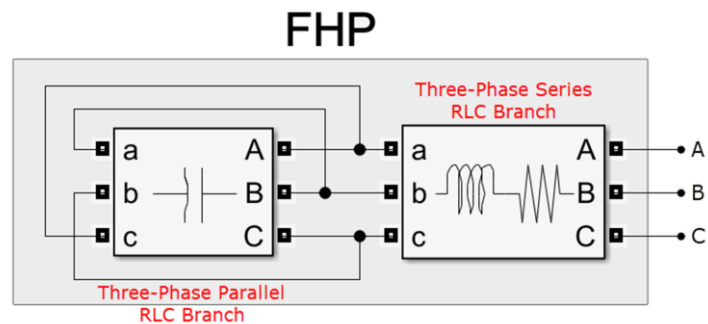 FHP
Three-Phase Series
RLC Branch
a A a A A
b B b B B
c C c C C
Three-Phase Parallel
RLC Branch